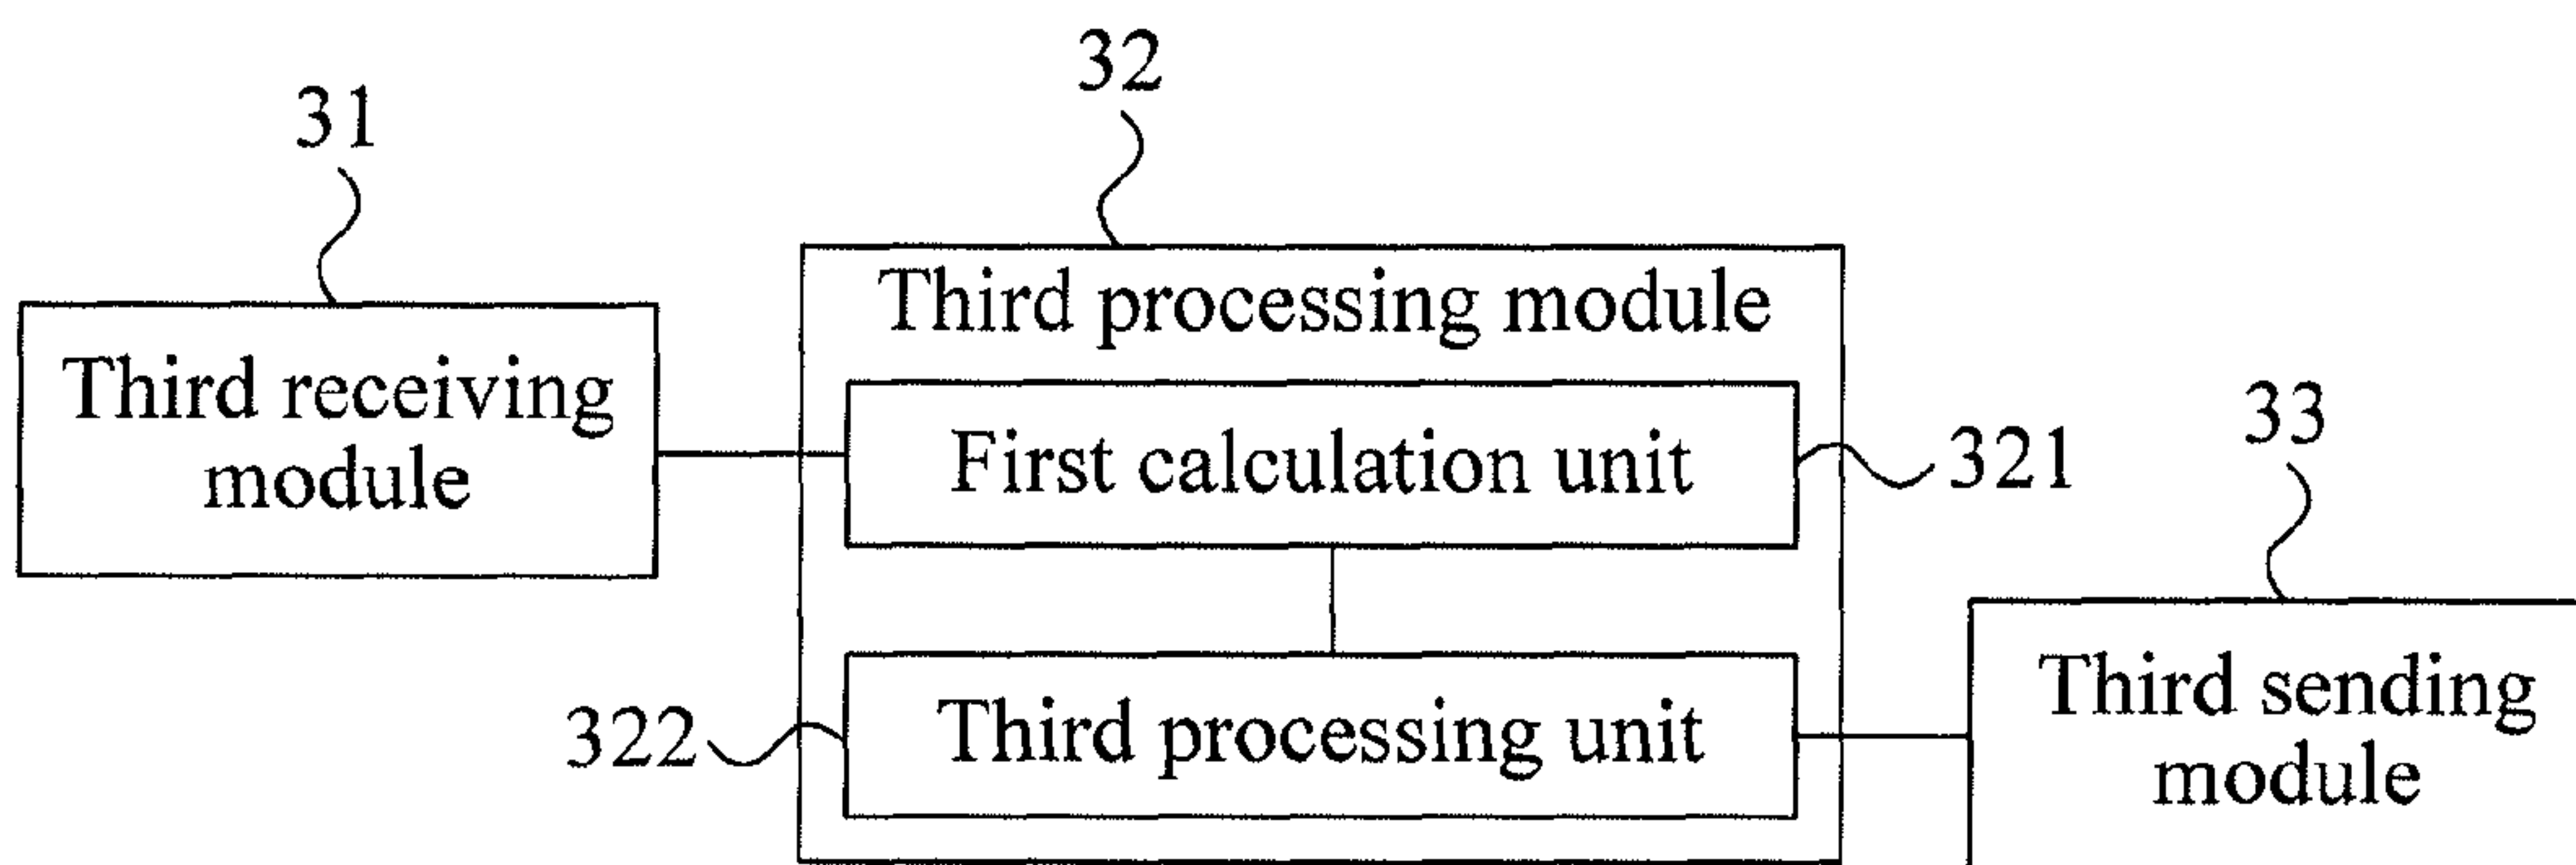 32
31
Third processing module
Third receiving
module
First calculation unit
321
33
322
Third processing unit
Third sending
module